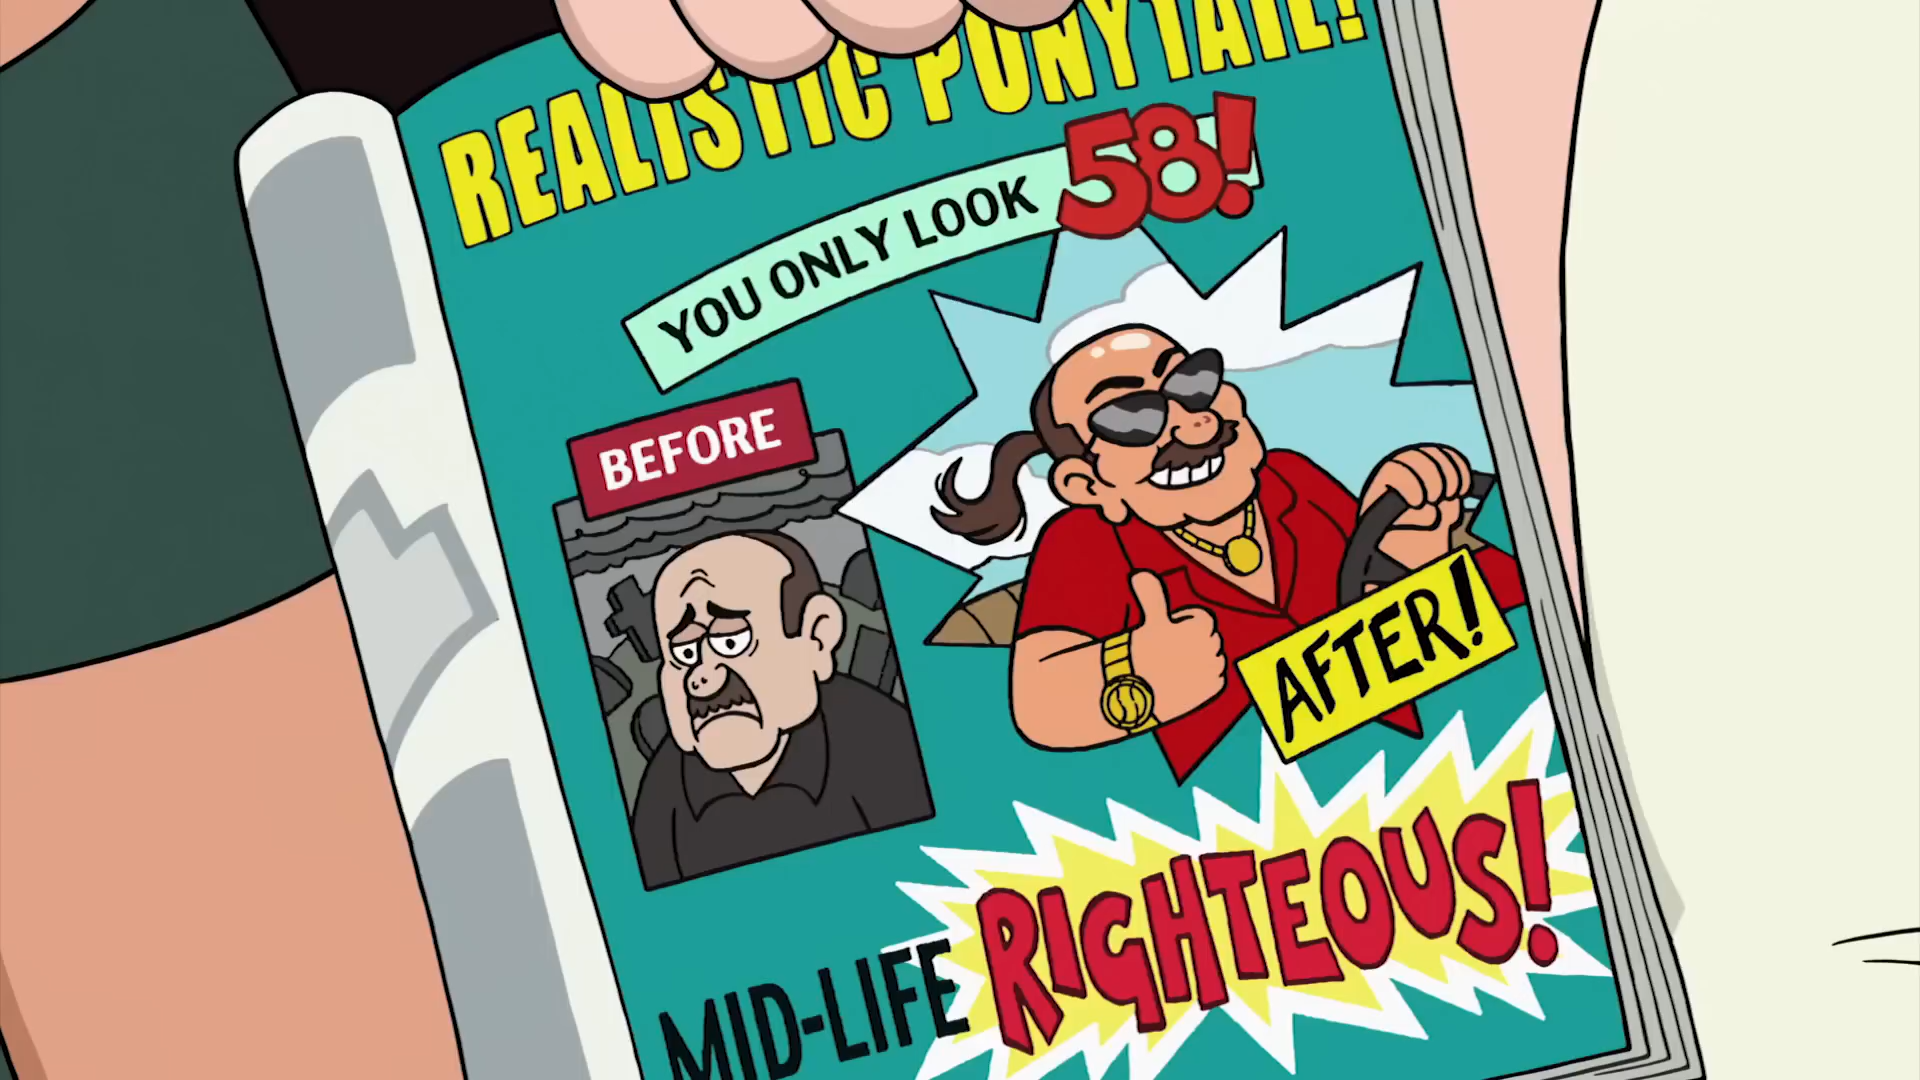 REALISTIC PONYTAIL!
YOU ONLY LOOK 58!
BEFORE
AFTER!
MID-LIFE RIGHTEOUS!